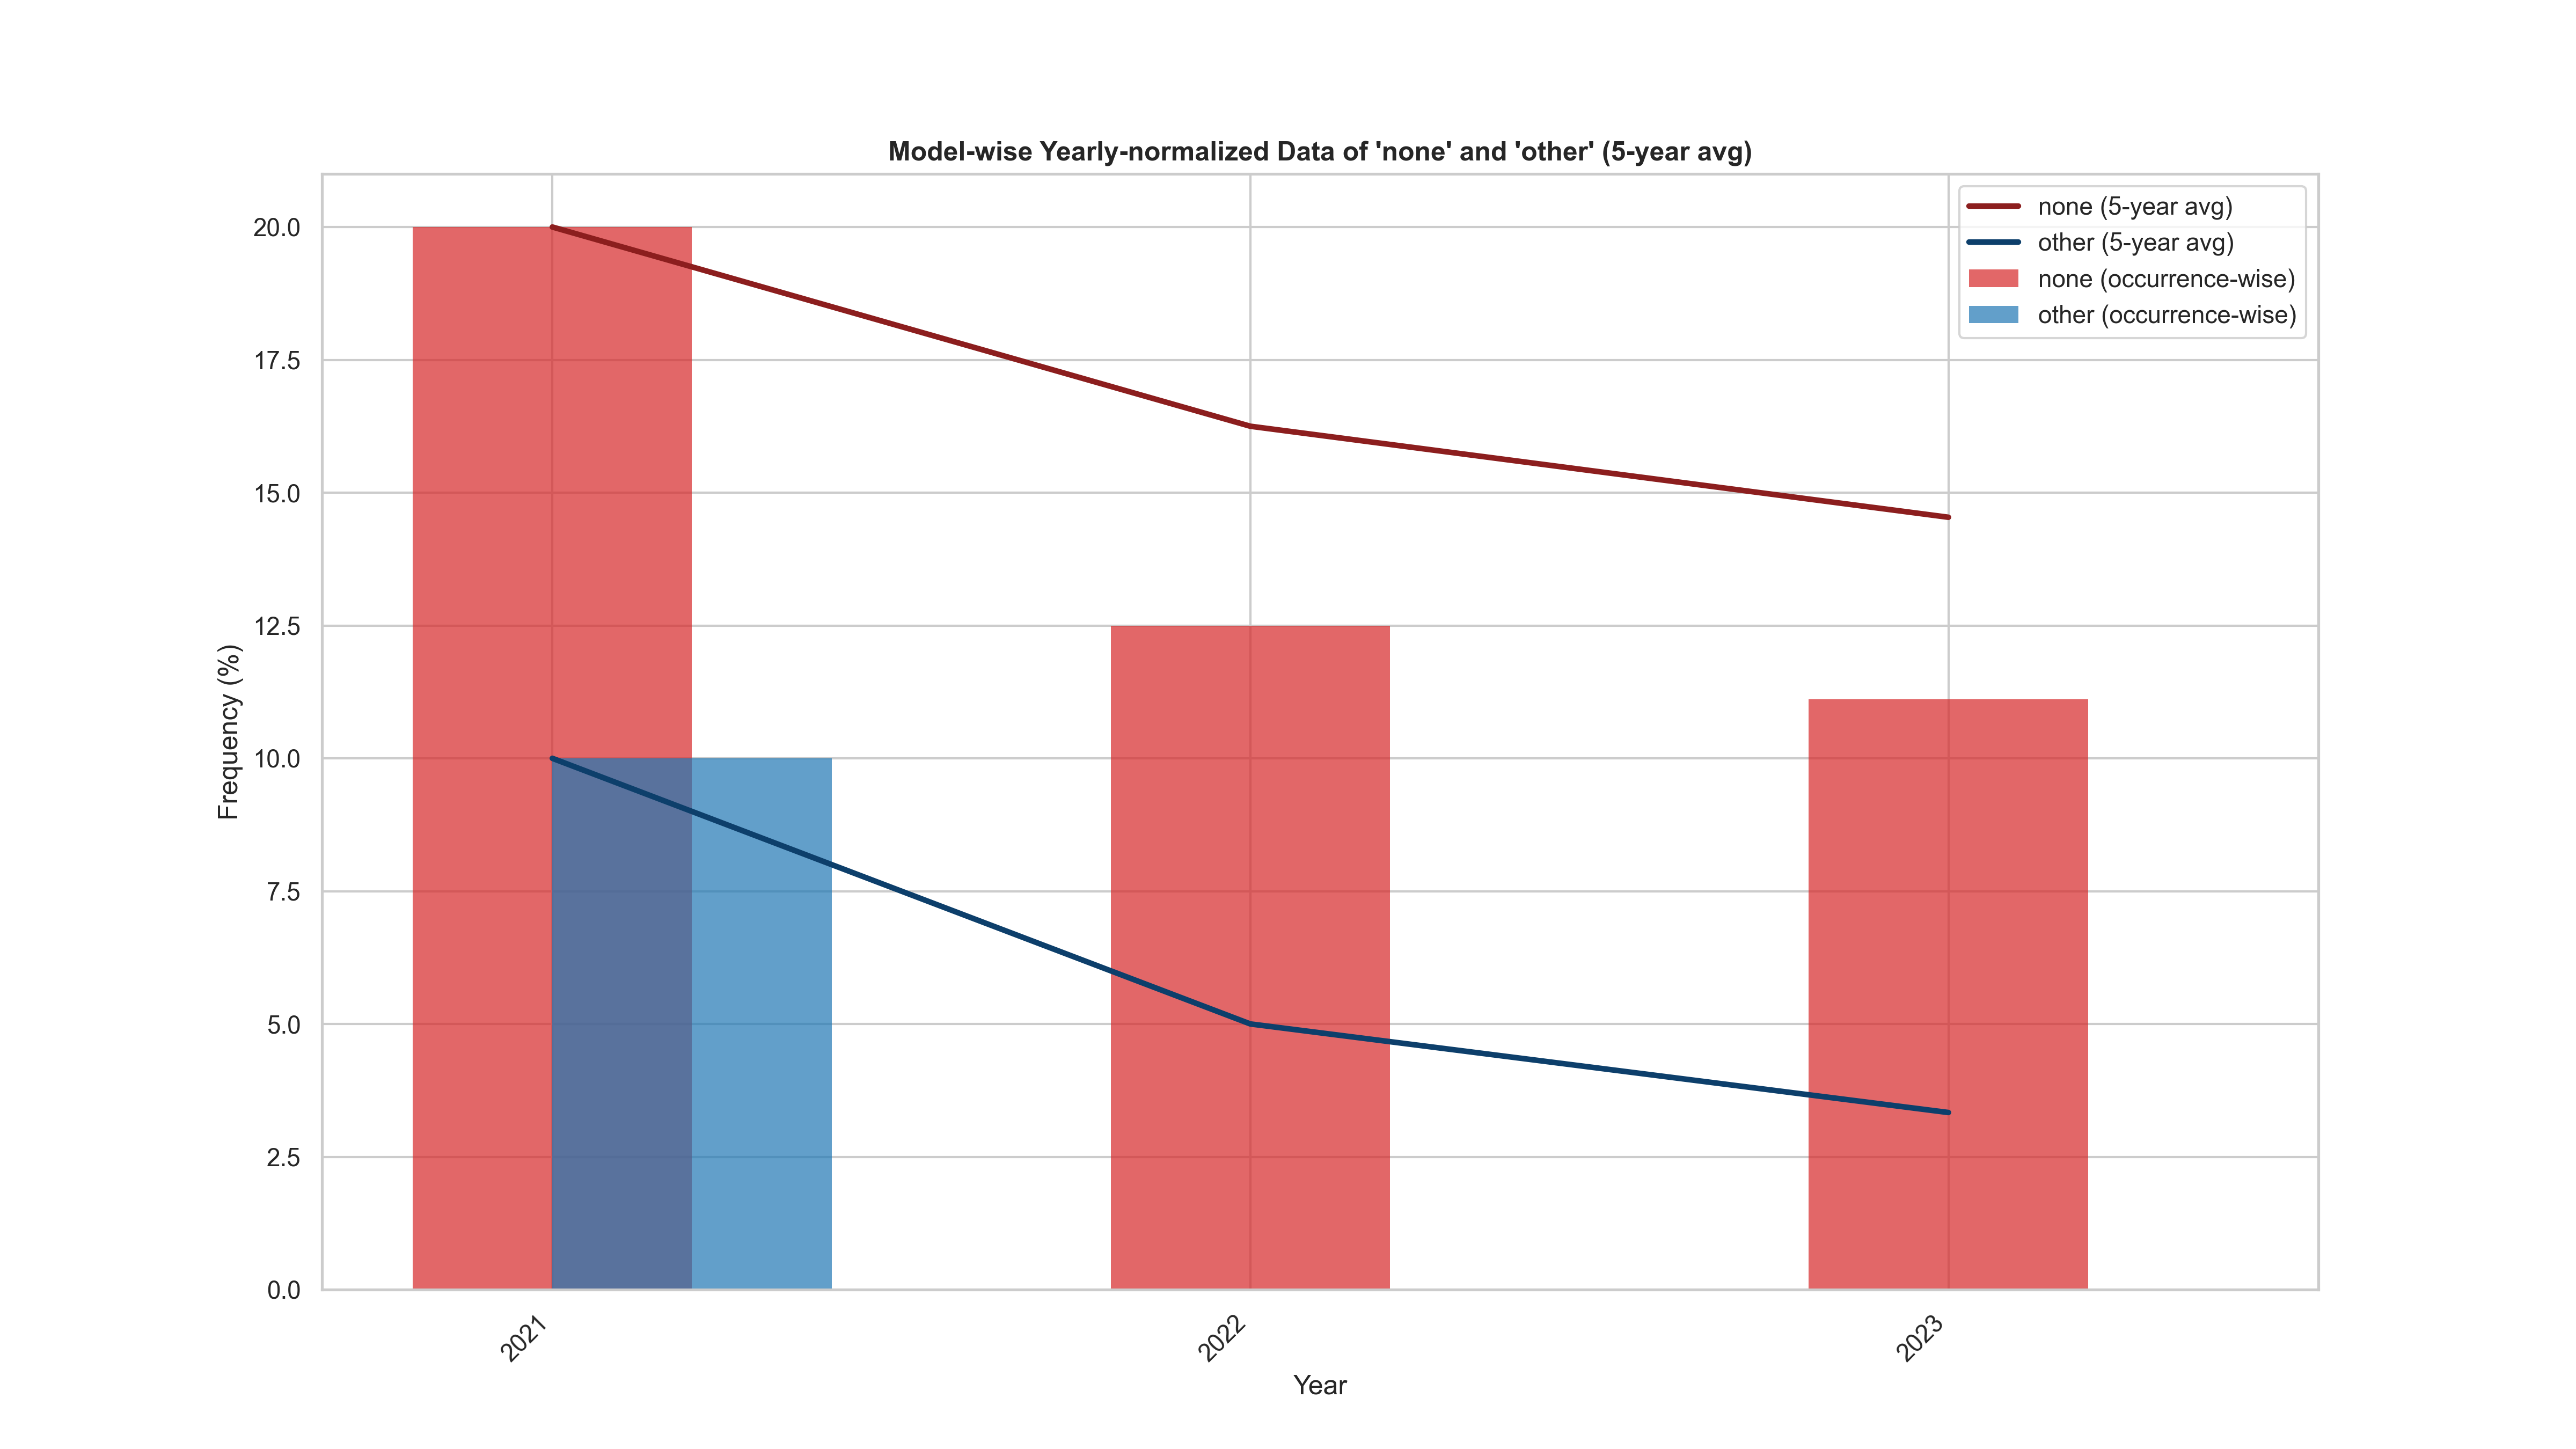 Model-wise Yearly-normalized Data of 'none' and 'other' (5-year avg)
none (5-year avg)
other (5-year avg)
none (occurrence-wise)
other (occurrence-wise)
20.0
17.5
15.0
12.5
10.0
7.5
5.0
2.5
0.0
Frequency (%)
2021
2022
2023
Year